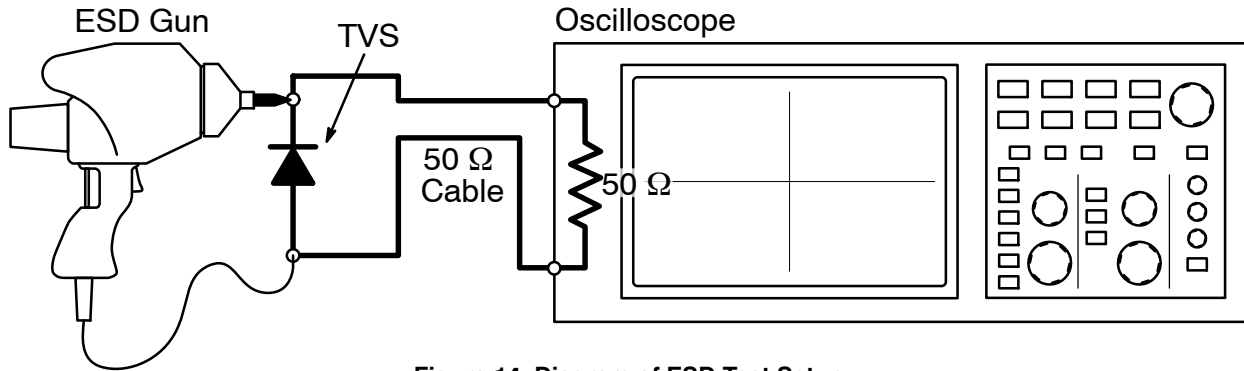 ESD Gun
TVS
Oscilloscope
50 Ω
Cable
50 Ω
Figure 14. Diagram of ESD Test Setup